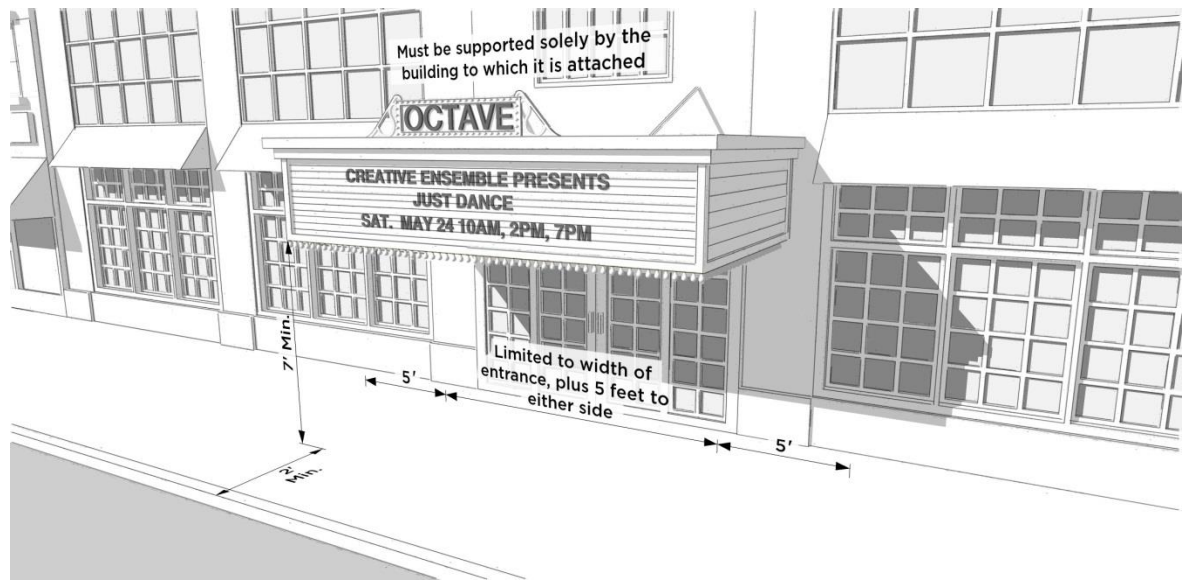 Must be supported solely by the
building to which it is attached
OCTAVE
CREATIVE ENSEMBLE PRESENTS
JUST DANCE
SAT. MAY 24 10AM, 2PM, 7PM
7' Min.
Limited to width of
entrance, plus 5 feet to
either side
5'
5'
2'
Min.